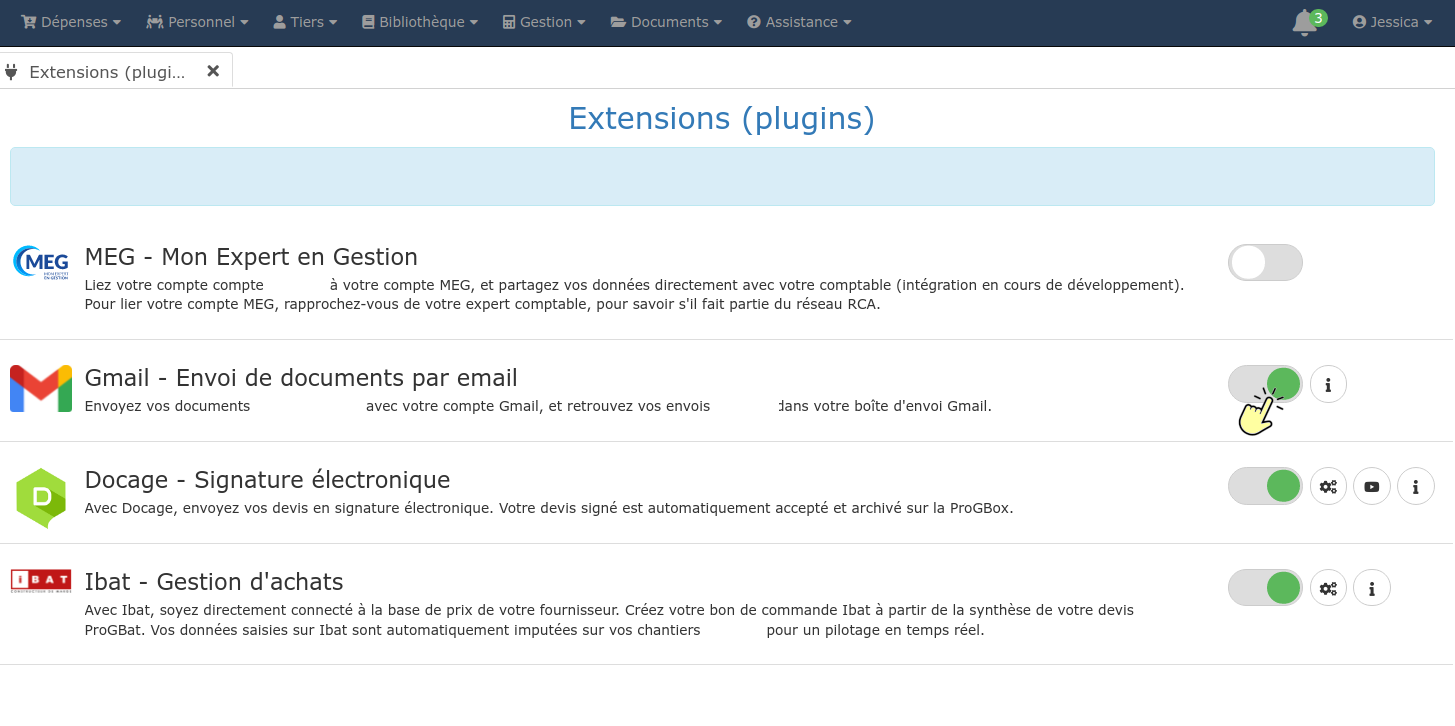 Dépenses Personnel Tiers Bibliothèque Gestion Documents Assistance 3 Jessica
Extensions (plugi...
Extensions (plugins)
MEG
MON EXPERT
EN GESTION
MEG - Mon Expert en Gestion
Liez votre compte compte à votre compte MEG, et partagez vos données directement avec votre comptable (intégration en cours de développement).
Pour lier votre compte MEG, rapprochez-vous de votre expert comptable, pour savoir s'il fait partie du réseau RCA.
Gmail - Envoi de documents par email
Envoyez vos documents avec votre compte Gmail, et retrouvez vos envois dans votre boîte d'envoi Gmail.
D
Docage - Signature électronique
Avec Docage, envoyez vos devis en signature électronique. Votre devis signé est automatiquement accepté et archivé sur la ProGBox.
iBAT
Ibat - Gestion d'achats
Avec Ibat, soyez directement connecté à la base de prix de votre fournisseur. Créez votre bon de commande Ibat à partir de la synthèse de votre devis
ProGBat. Vos données saisies sur Ibat sont automatiquement imputées sur vos chantiers pour un pilotage en temps réel.